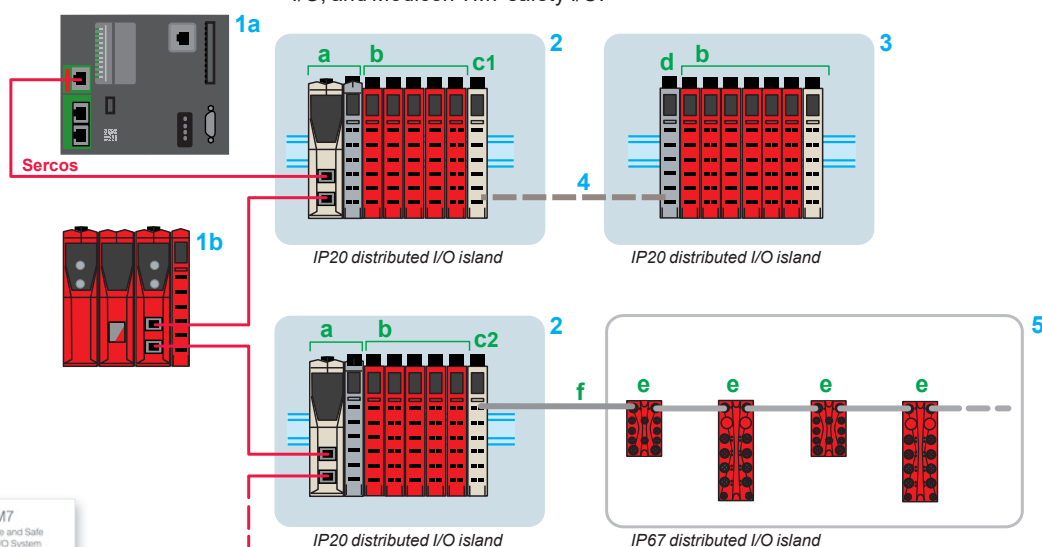 I/O, and Modicon TM7 safety I/O.
1a
2
3
a b c1
d b
Sercos
4
1b
IP20 distributed I/O island
IP20 distributed I/O island
2
5
a b c2
f
e e e e
M7
e and Safe
I/O System
IP20 distributed I/O island
IP67 distributed I/O island